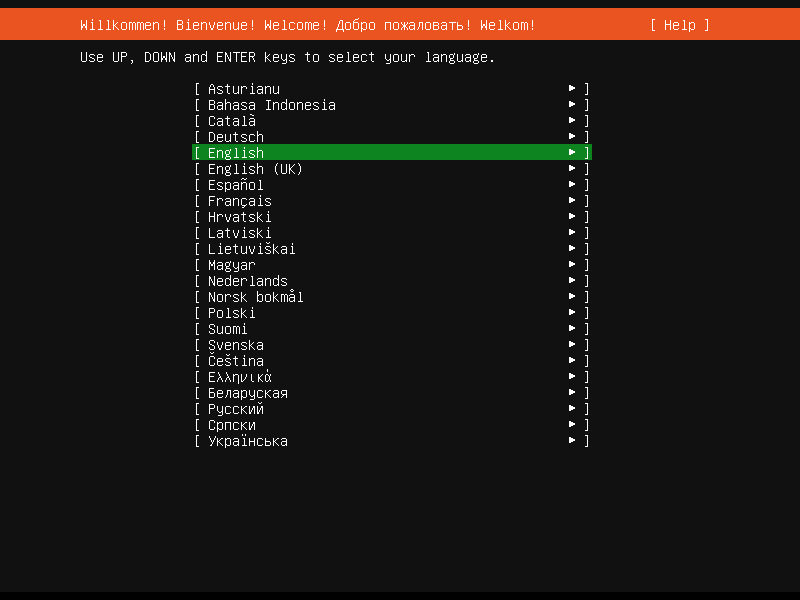 Willkommen! Bienvenue! Welcome! Добро пожаловать! Welkom! [ Help ]
Use UP, DOWN and ENTER keys to select your language.
[ Asturianu ► ]
[ Bahasa Indonesia ► ]
[ Català ► ]
[ Deutsch ► ]
[ English ► ]
[ English (UK) ► ]
[ Español ► ]
[ Français ► ]
[ Hrvatski ► ]
[ Latviski ► ]
[ Lietuviškai ► ]
[ Magyar ► ]
[ Nederlands ► ]
[ Norsk bokmål ► ]
[ Polski ► ]
[ Suomi ► ]
[ Svenska ► ]
[ Čeština ► ]
[ Ελληνικά ► ]
[ Беларуская ► ]
[ Русский ► ]
[ Српски ► ]
[ Українська ► ]